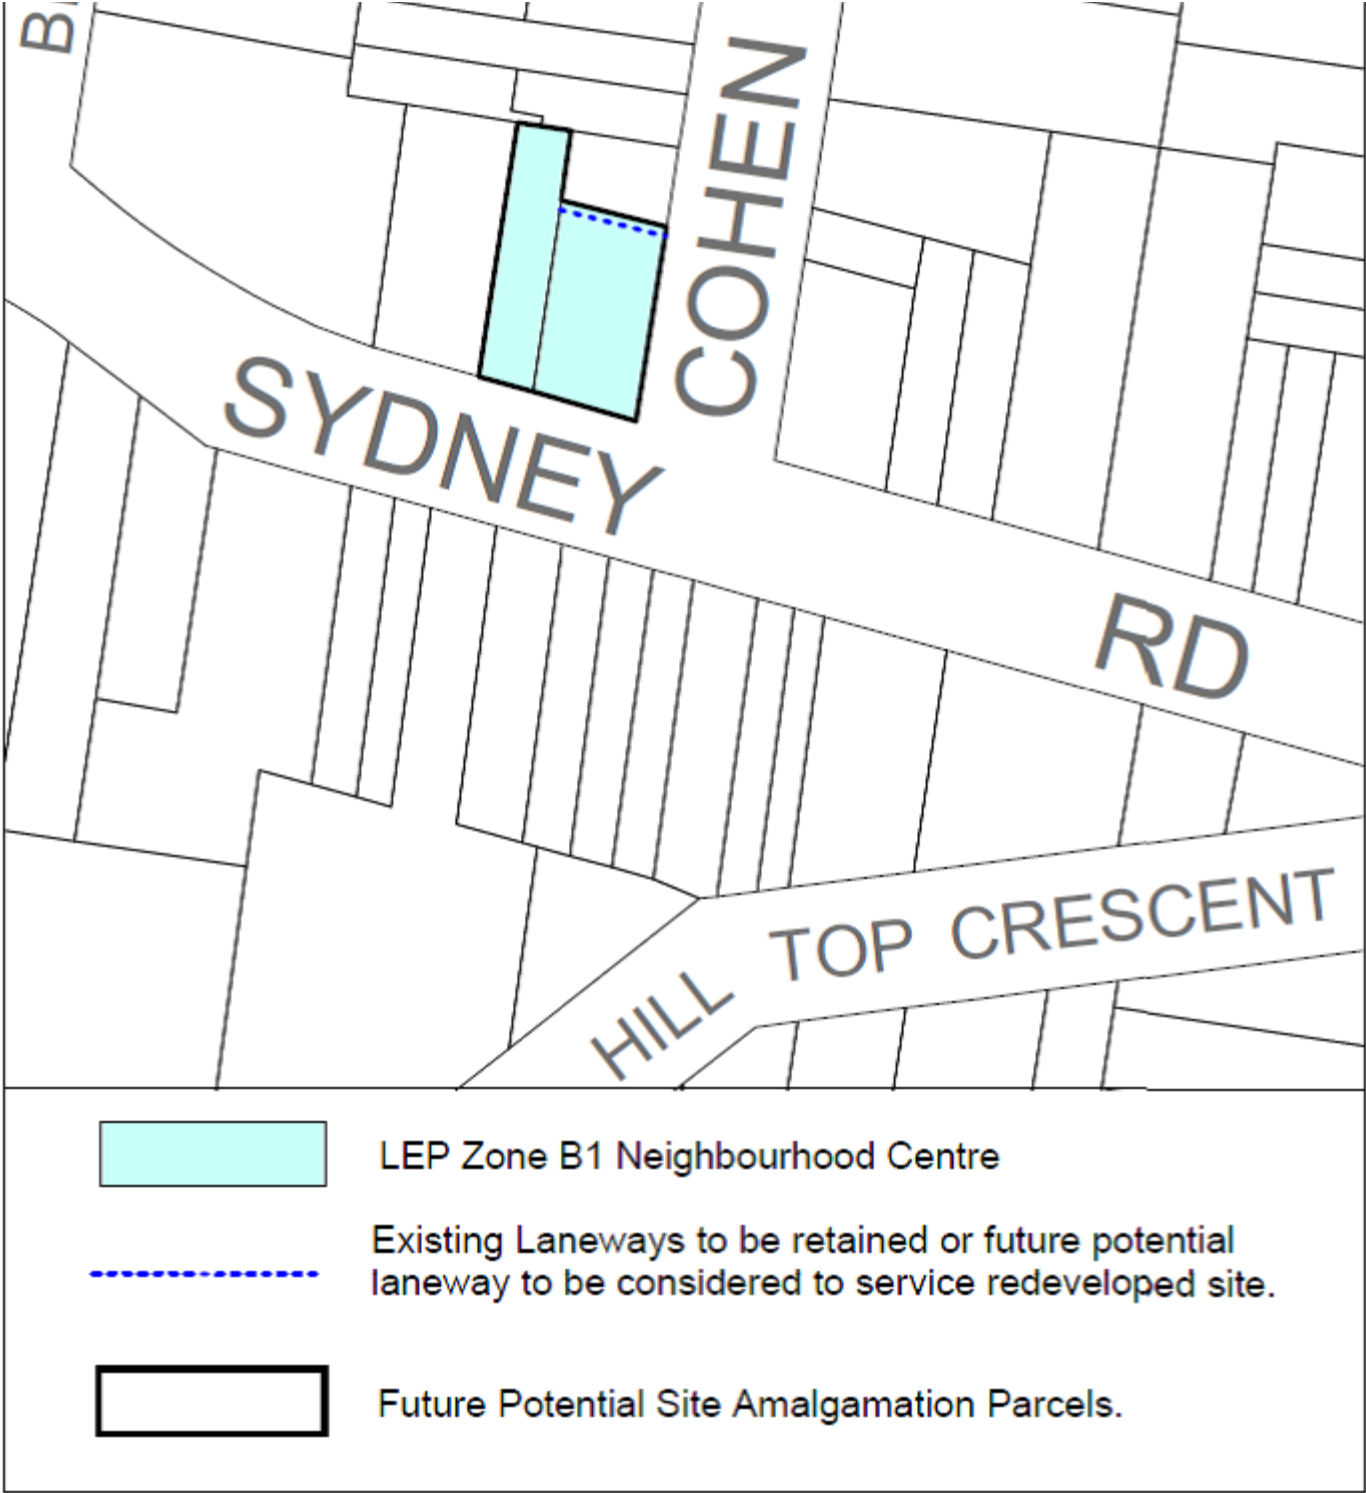 COHEN
SYDNEY
RD
HILL TOP CRESCENT
LEP Zone B1 Neighbourhood Centre
Existing Laneways to be retained or future potential
laneway to be considered to service redeveloped site.
Future Potential Site Amalgamation Parcels.